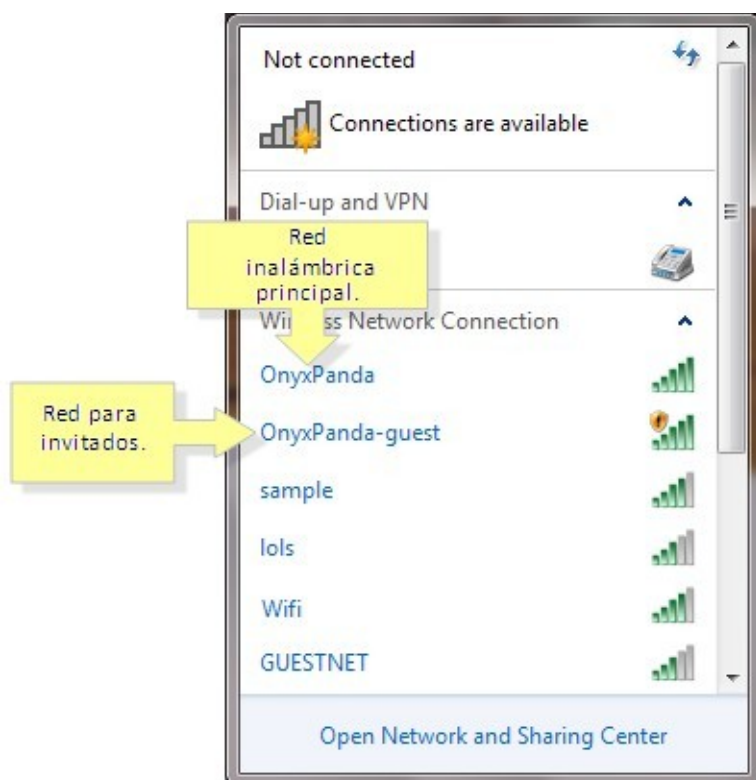 Not connected
Connections are available
Dial-up and VPN
Red
inalámbrica
principal.
Wi ss Network Connection
OnyxPanda
Red para
invitados.
OnyxPanda-guest
sample
lols
Wifi
GUESTNET
Open Network and Sharing Center